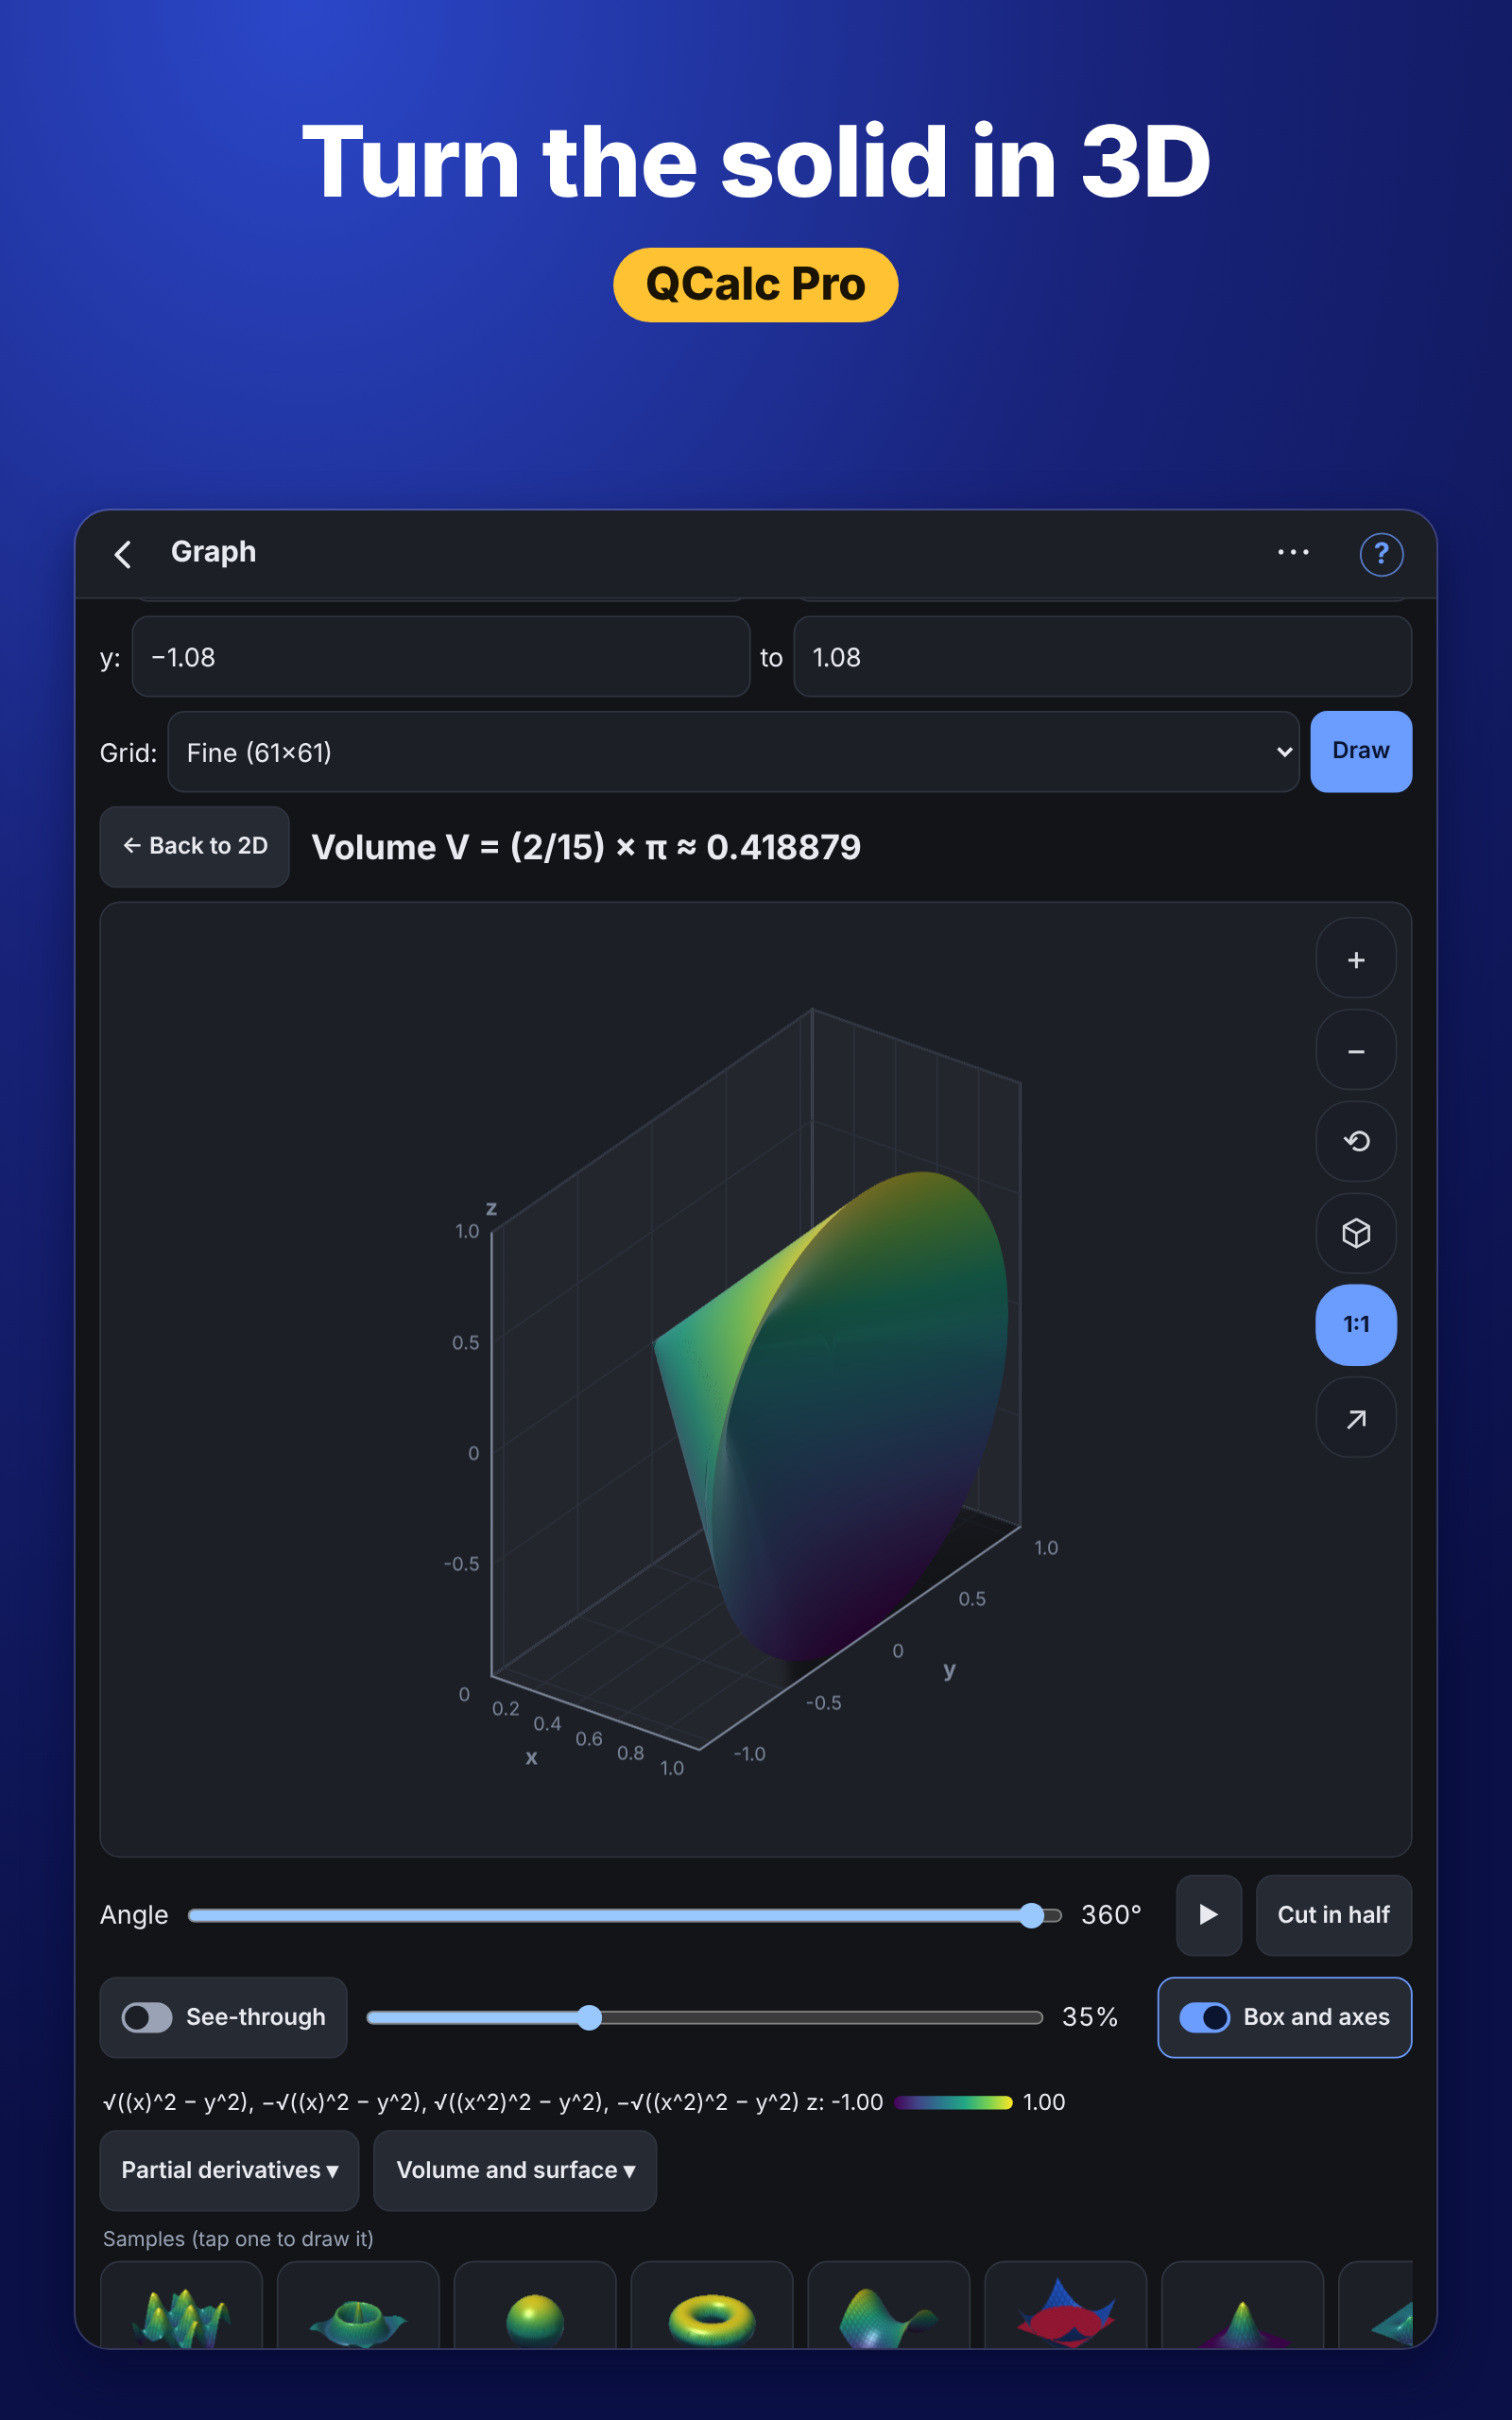 Turn the solid in 3D
QCalc Pro
Graph
?
y: −1.08 to 1.08
Grid: Fine (61×61) Draw
← Back to 2D Volume V = (2/15) × π ≈ 0.418879
+
−
1:1
z
1.0
0.5
0
-0.5
0
0.2
0.4
0.6
0.8
1.0
x
-1.0
-0.5
0
0.5
1.0
y
Angle 360° Cut in half
See-through 35% Box and axes
√((x)^2 − y^2), −√((x)^2 − y^2), √((x^2)^2 − y^2), −√((x^2)^2 − y^2) z: -1.00 1.00
Partial derivatives ▾ Volume and surface ▾
Samples (tap one to draw it)